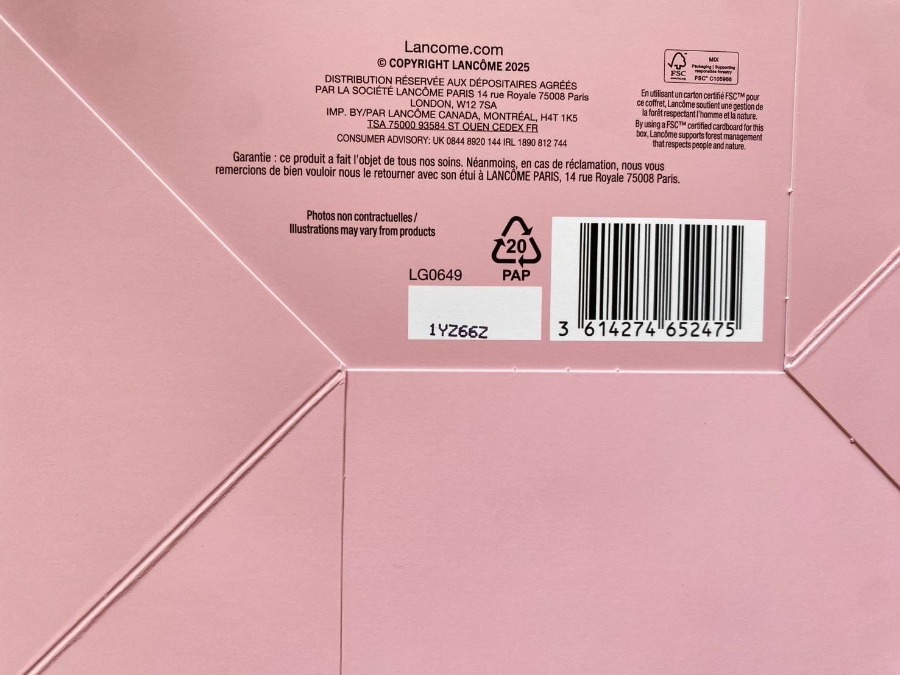 Lancome.com
© COPYRIGHT LANCÔME 2025
DISTRIBUTION RÉSERVÉE AUX DÉPOSITAIRES AGRÉÉS
PAR LA SOCIÉTÉ LANCÔME PARIS 14 rue Royale 75008 Paris
LONDON, W12 7SA
IMP. BY/PAR LANCÔME CANADA, MONTRÉAL, H4T 1K5
TSA 75000 93584 ST OUEN CEDEX FR
CONSUMER ADVISORY: UK 0844 8920 144 IRL 1890 812 744
Garantie : ce produit a fait l'objet de tous nos soins. Néanmoins, en cas de réclamation, nous vous
remercions de bien vouloir nous le retourner avec son étui à LANCÔME PARIS, 14 rue Royale 75008 Paris.
FSC
MIX
Packaging | Supporting
responsible forestry
FSC® C105968
En utilisant un carton certifié FSC™ pour
ce coffret, Lancôme soutient une gestion de
la forêt respectant l'homme et la nature.
By using a FSC™ certified cardboard for this
box, Lancôme supports forest management
that respects people and nature.
Photos non contractuelles /
Illustrations may vary from products
20
PAP
LG0649
1YZ66Z
3 614274 652475